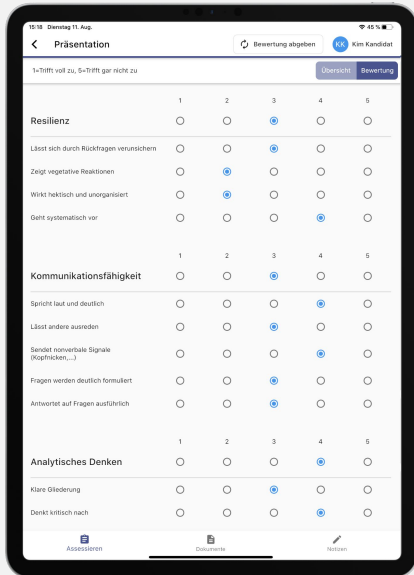 15:18 Dienstag 11. Aug.
45 %
Präsentation
Bewertung abgeben
KK
Kim Kandidat
1=Trifft voll zu, 5=Trifft gar nicht zu
Übersicht
Bewertung
1 2 3 4 5
Resilienz
Lässt sich durch Rückfragen verunsichern
Zeigt vegetative Reaktionen
Wirkt hektisch und unorganisiert
Geht systematisch vor
1 2 3 4 5
Kommunikationsfähigkeit
Spricht laut und deutlich
Lässt andere ausreden
Sendet nonverbale Signale
(Kopfnicken,...)
Fragen werden deutlich formuliert
Antwortet auf Fragen ausführlich
1 2 3 4 5
Analytisches Denken
Klare Gliederung
Denkt kritisch nach
Assessieren
Dokumente
Notizen